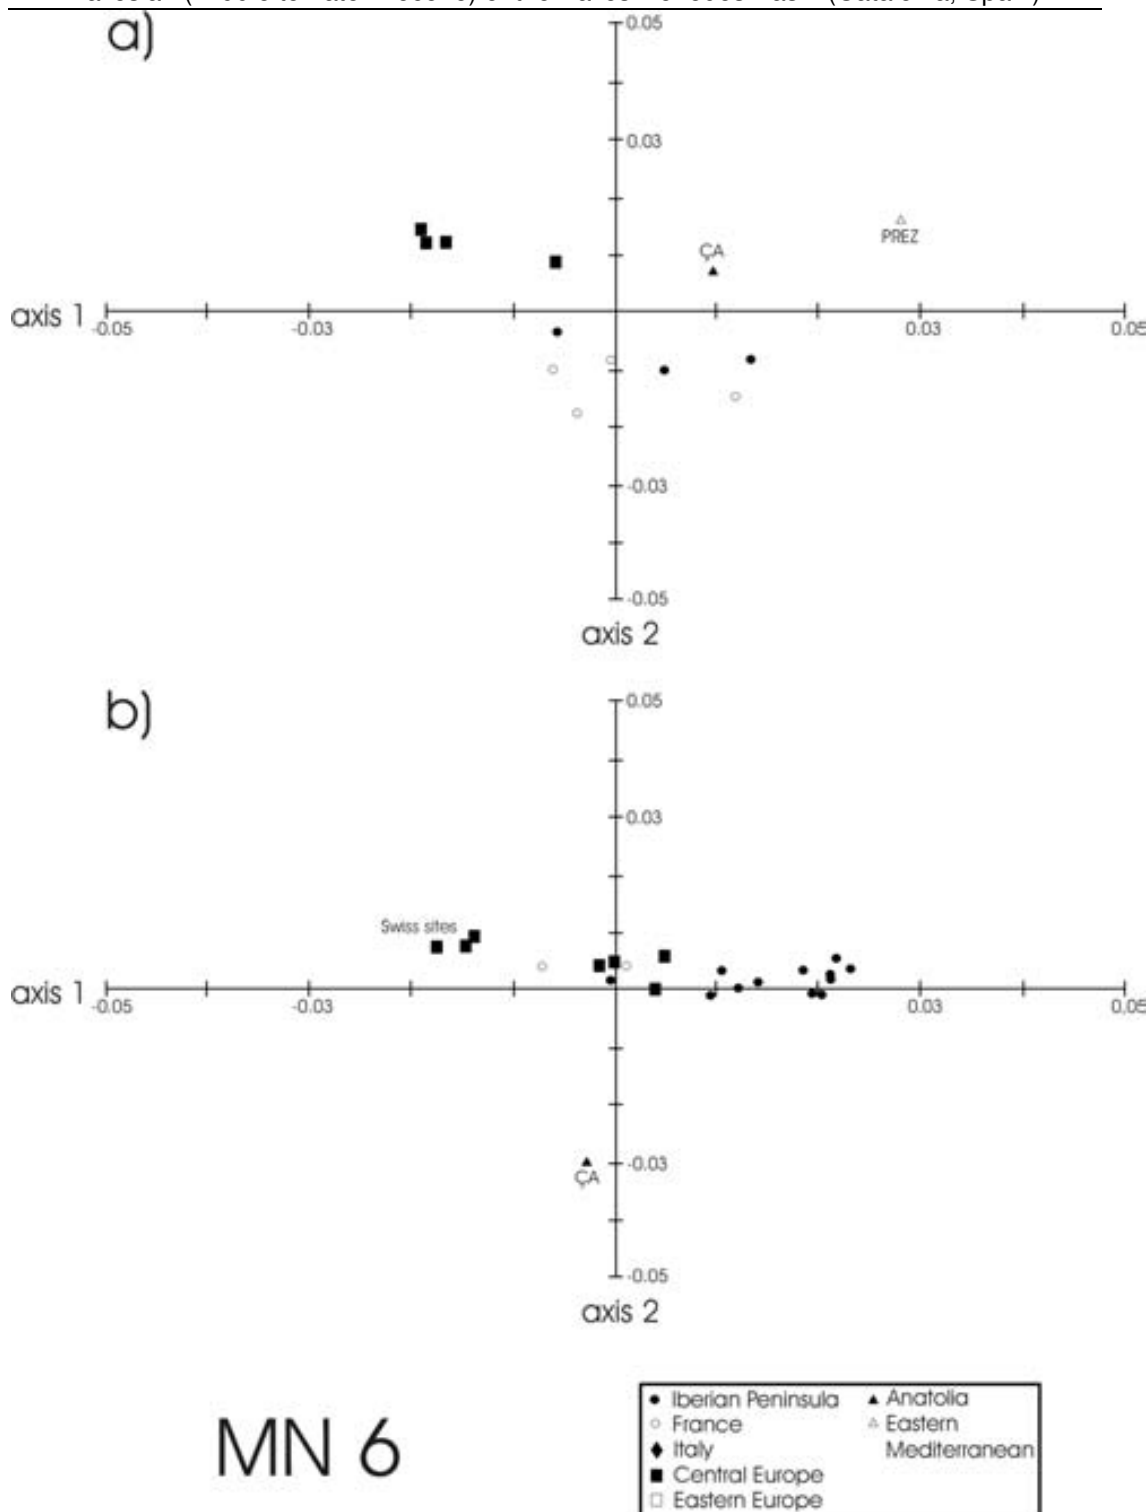 a)
0.05
0.03
PREZ
ÇA
axis 1
-0.05
-0.03
0.03
0.05
-0.03
-0.05
axis 2
b)
0.05
0.03
Swiss sites
axis 1
-0.05
-0.03
0.03
0.05
-0.03
ÇA
-0.05
axis 2
MN 6
Iberian Peninsula
France
Italy
Central Europe
Eastern Europe
Anatolia
Eastern
Mediterranean